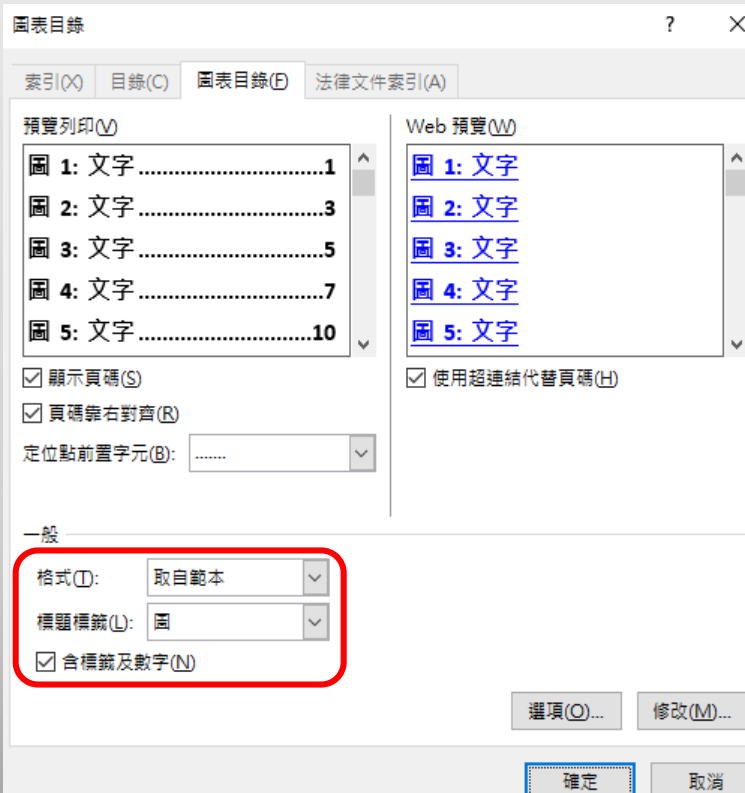 圖表目錄 ?
索引(X) 目錄(C) 圖表目錄(F) 法律文件索引(A)
預覽列印(V)
圖 1: 文字..............................1
圖 2: 文字..............................3
圖 3: 文字..............................5
圖 4: 文字..............................7
圖 5: 文字............................10
Web 預覽(W)
圖 1: 文字
圖 2: 文字
圖 3: 文字
圖 4: 文字
圖 5: 文字
顯示頁碼(S)
頁碼靠右對齊(R)
定位點前置字元(B): .......
使用超連結代替頁碼(H)
一般
格式(T): 取自範本
標題標籤(L): 圖
含標籤及數字(N)
選項(O)... 修改(M)...
確定 取消